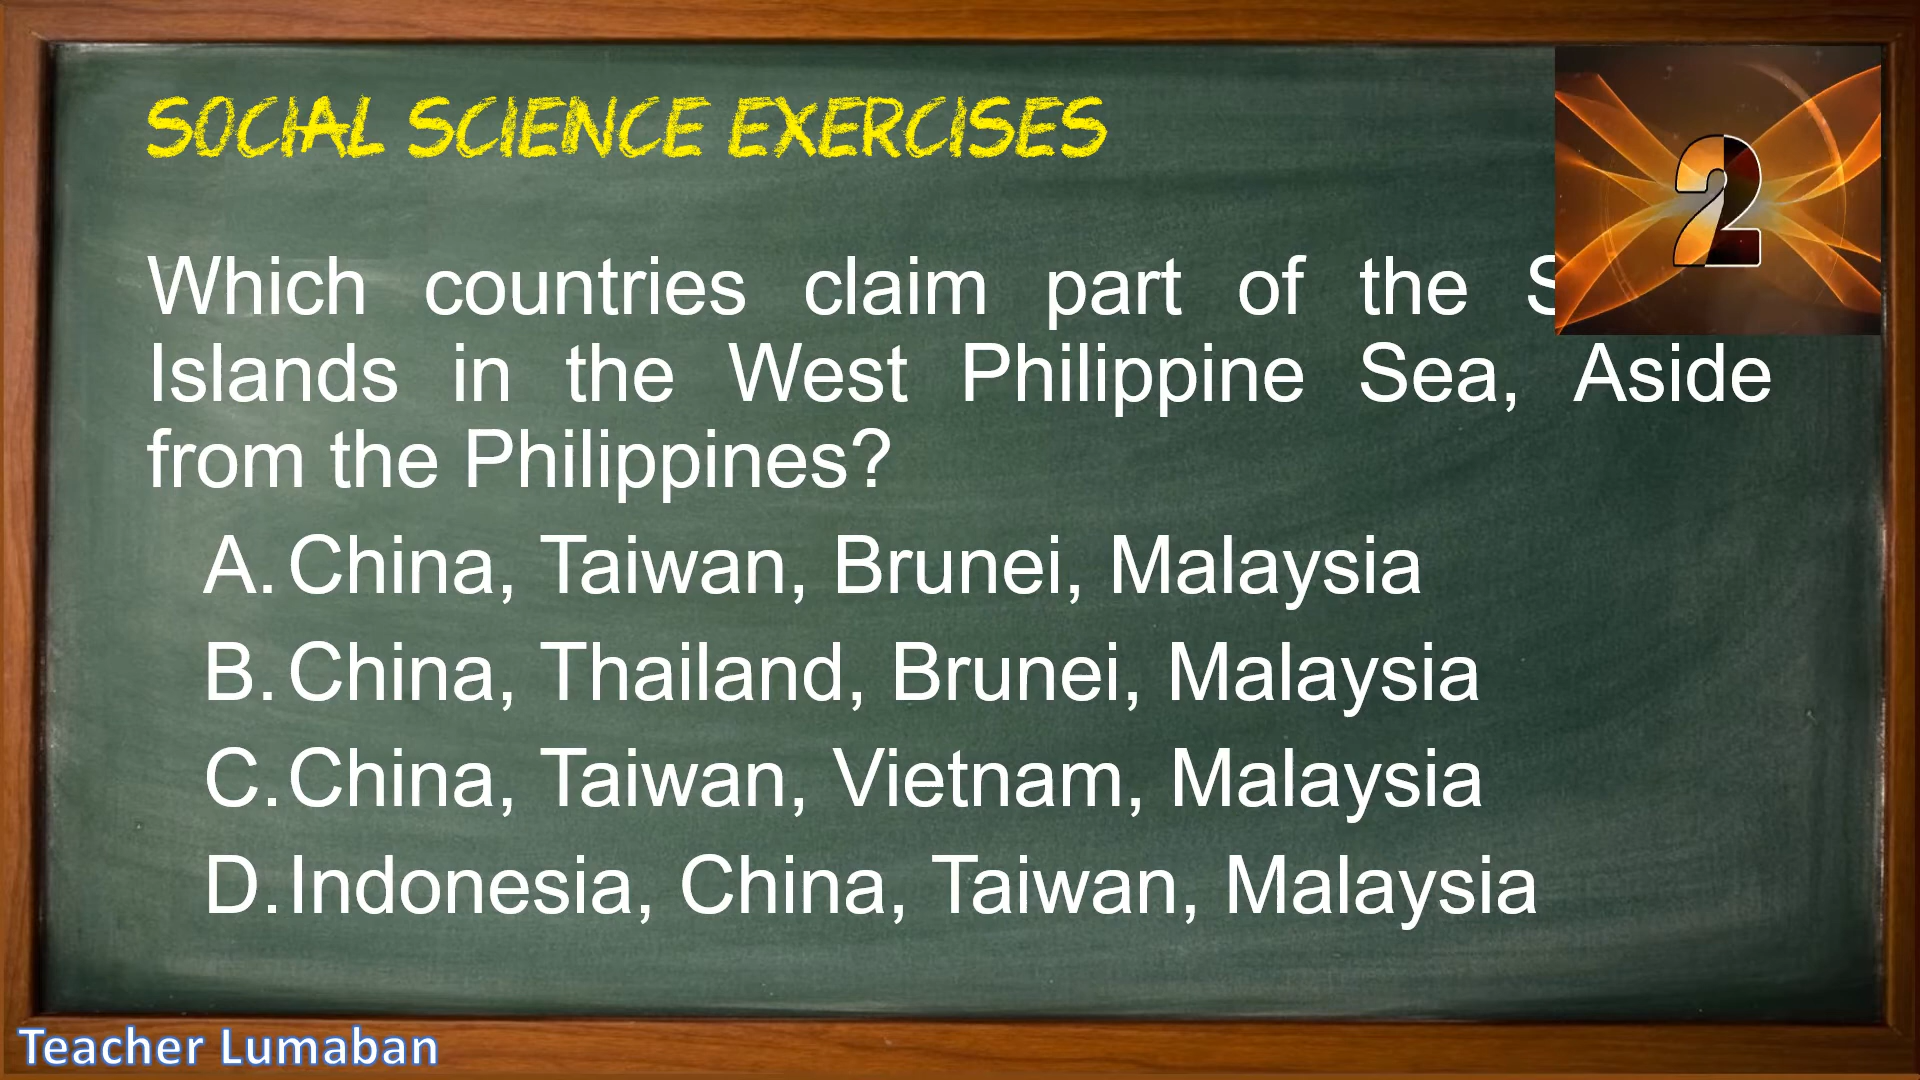 SOCIAL SCIENCE EXERCISES
2
Which countries claim part of the
Islands in the West Philippine Sea, Aside
from the Philippines?
A. China, Taiwan, Brunei, Malaysia
B. China, Thailand, Brunei, Malaysia
C. China, Taiwan, Vietnam, Malaysia
D. Indonesia, China, Taiwan, Malaysia
Teacher Lumaban